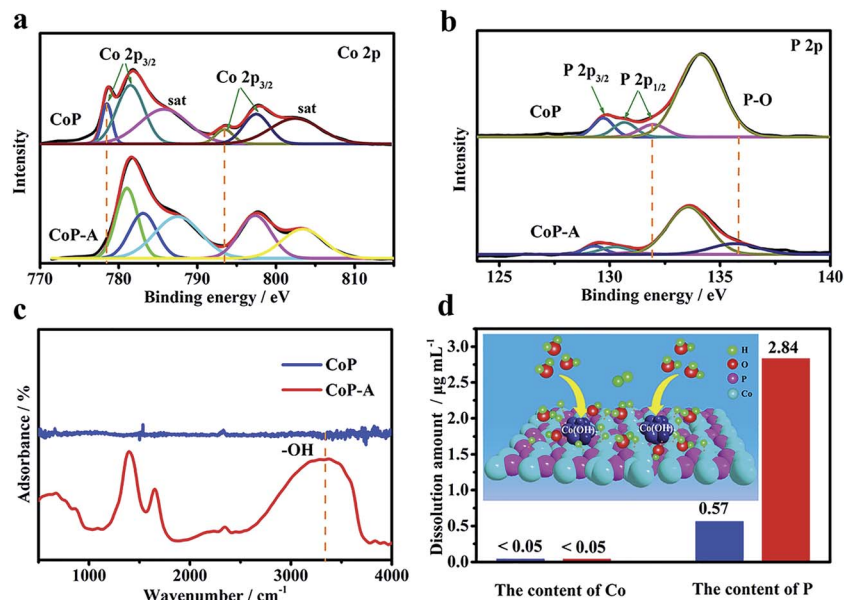 a
Co 2p
Co 2p3/2
Co 2p3/2
sat
sat
CoP
CoP-A
Intensity
770 780 790 800 810
Binding energy / eV
b
P 2p
P 2p3/2
P 2p1/2
P-O
CoP
CoP-A
Intensity
125 130 135 140
Binding energy / eV
c
CoP
CoP-A
-OH
Adsorbance / %
1000 2000 3000 4000
Wavenumber / cm-1
d
Dissolution amount / μg mL-1
3.0
2.5
2.0
1.5
1.0
0.5
0.0
H
O
P
Co
Co(OH)x
Co(OH)x
< 0.05
< 0.05
0.57
2.84
The content of Co
The content of P